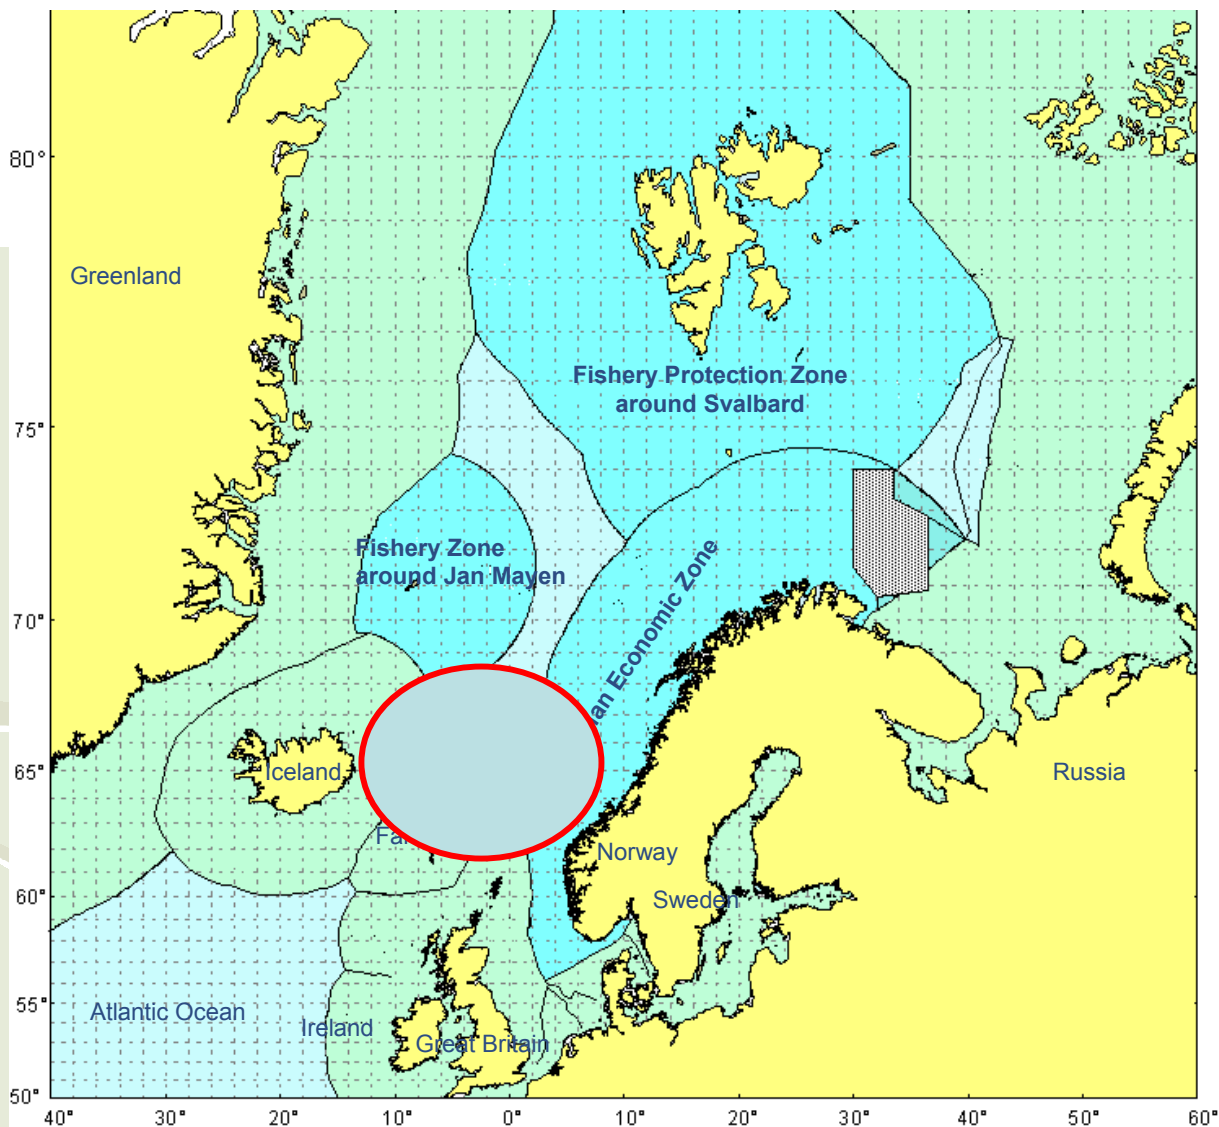 80°
Greenland
Fishery Protection Zone
around Svalbard
75°
Fishery Zone
around Jan Mayen
Economic Zone
70°
65°
Iceland
Russia
Norway
60°
Sweden
55°
Atlantic Ocean
Ireland
Great Britain
50°
40° 30° 20° 10° 0° 10° 20° 30° 40° 50° 60°